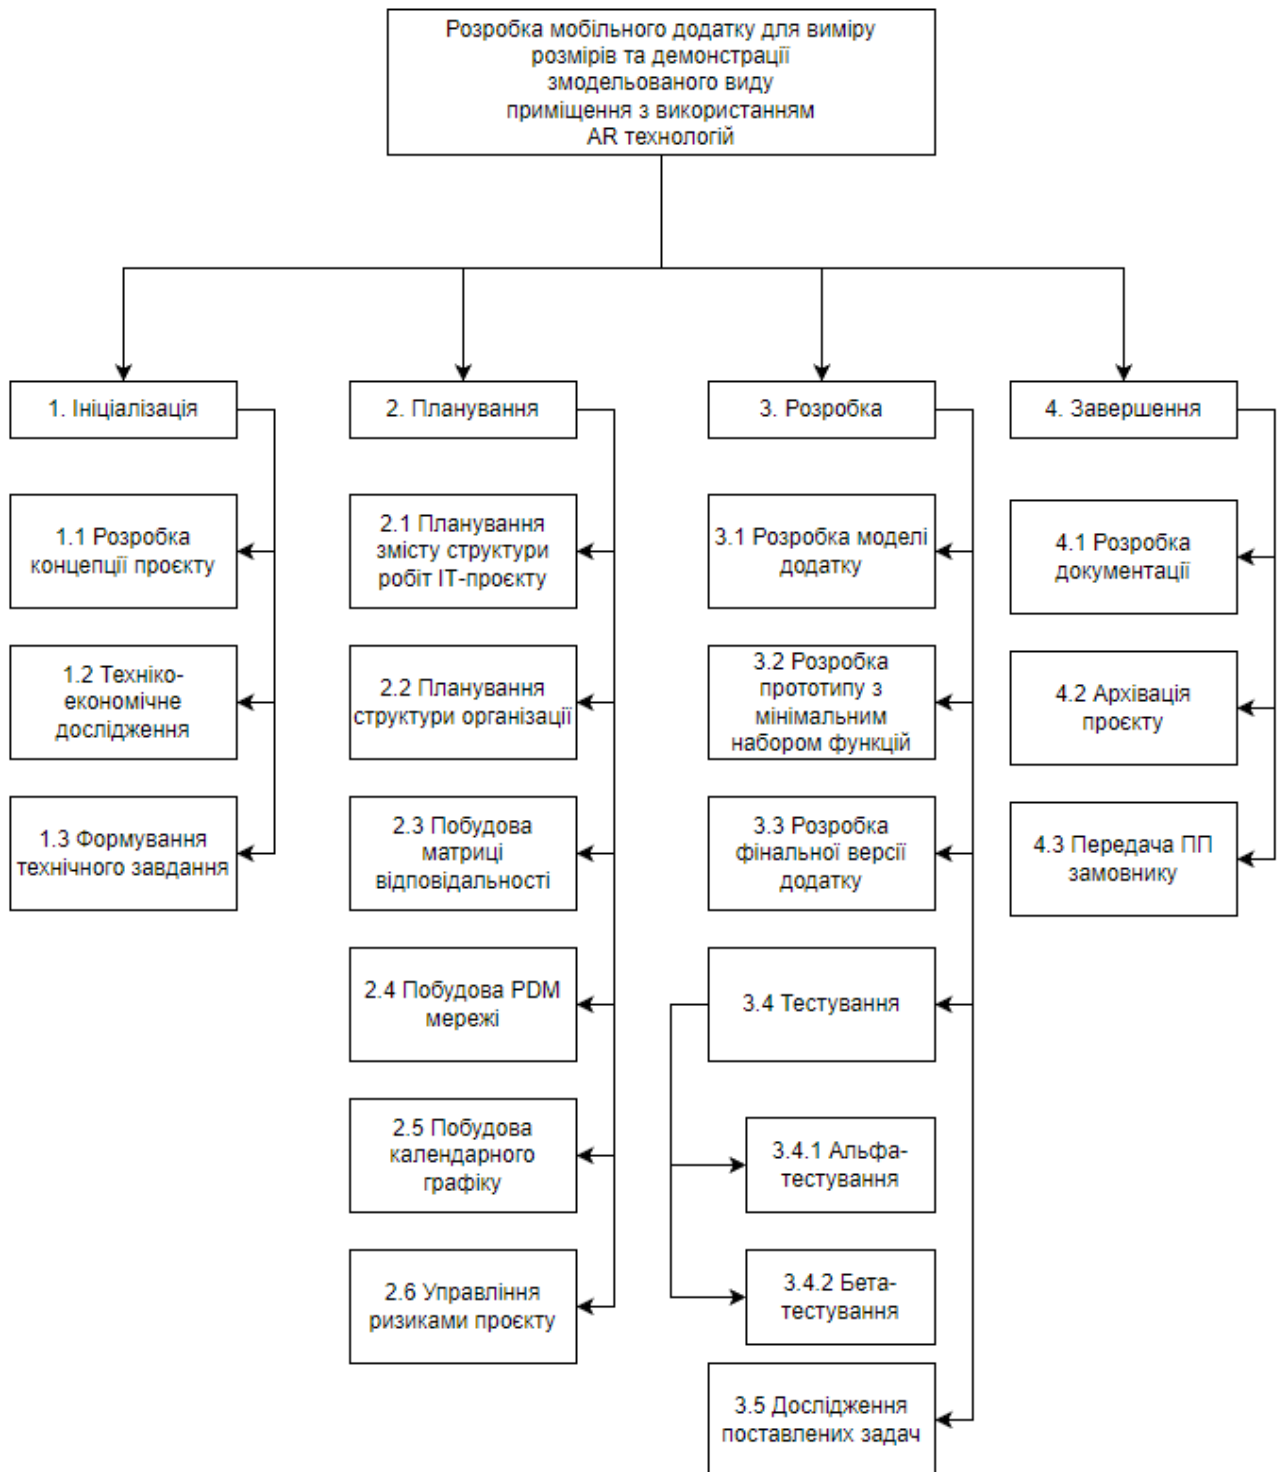 Розробка мобільного додатку для виміру
розмірів та демонстрації
змодельованого виду
приміщення з використанням
AR технологій
1. Ініціалізація
2. Планування
3. Розробка
4. Завершення
1.1 Розробка
концепції проєкту
1.2 Техніко-
економічне
дослідження
1.3 Формування
технічного завдання
2.1 Планування
змісту структури
робіт ІТ-проєкту
2.2 Планування
структури організації
2.3 Побудова
матриці
відповідальності
2.4 Побудова PDM
мережі
2.5 Побудова
календарного
графіку
2.6 Управління
ризиками проєкту
3.1 Розробка моделі
додатку
3.2 Розробка
прототипу з
мінімальним
набором функцій
3.3 Розробка
фінальної версії
додатку
3.4 Тестування
3.4.1 Альфа-
тестування
3.4.2 Бета-
тестування
3.5 Дослідження
поставлених задач
4.1 Розробка
документації
4.2 Архівація
проєкту
4.3 Передача ПП
замовнику